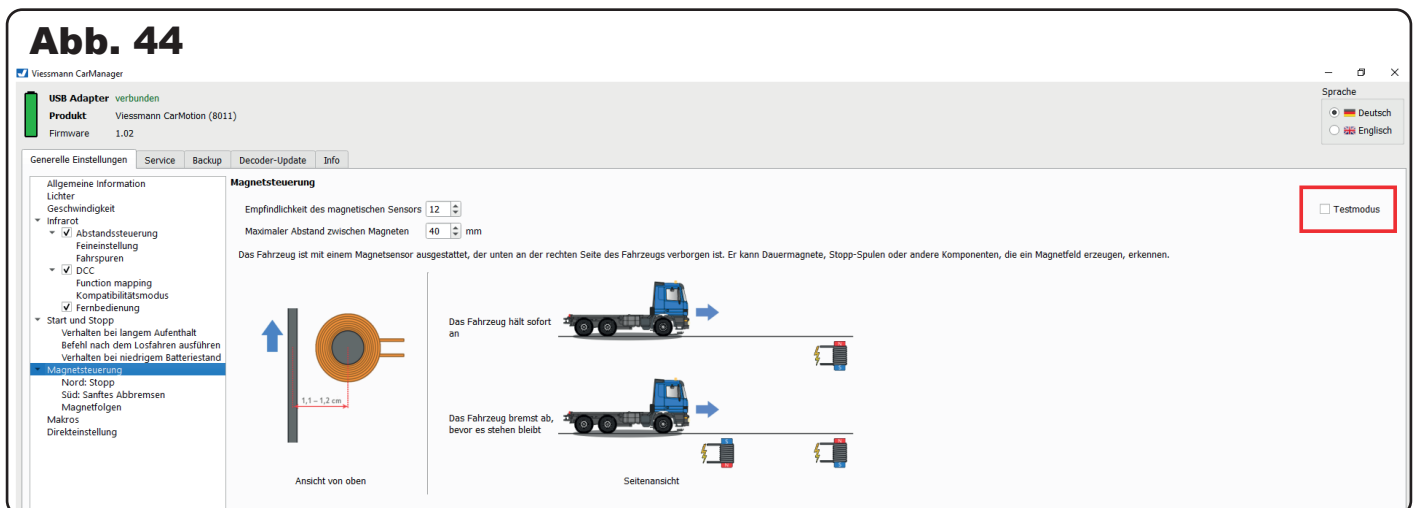 Abb. 44
Viessmann CarManager
USB Adapter verbunden
Produkt Viessmann CarMotion (8011)
Firmware 1.02
Sprache
Deutsch
Englisch
Generelle Einstellungen Service Backup Decoder-Update Info
Allgemeine Information
Lichter
Geschwindigkeit
Infrarot
Abstandssteuerung
Feineinstellung
Fahrspuren
DCC
Function mapping
Kompatibilitätsmodus
Fernbedienung
Start und Stopp
Verhalten bei langem Aufenthalt
Befehl nach dem Losfahren ausführen
Verhalten bei niedrigem Batteriestand
Magnetsteuerung
Nord: Stopp
Süd: Sanftes Abbremsen
Magnetfolgen
Makros
Direkteinstellung
Magnetsteuerung
Empfindlichkeit des magnetischen Sensors 12
Maximaler Abstand zwischen Magneten 40 mm
Testmodus
Das Fahrzeug ist mit einem Magnetsensor ausgestattet, der unten an der rechten Seite des Fahrzeugs verborgen ist. Er kann Dauermagnete, Stopp-Spulen oder andere Komponenten, die ein Magnetfeld erzeugen, erkennen.
1,1 – 1,2 cm
Ansicht von oben
Das Fahrzeug hält sofort
an
Das Fahrzeug bremst ab,
bevor es stehen bleibt
Seitenansicht